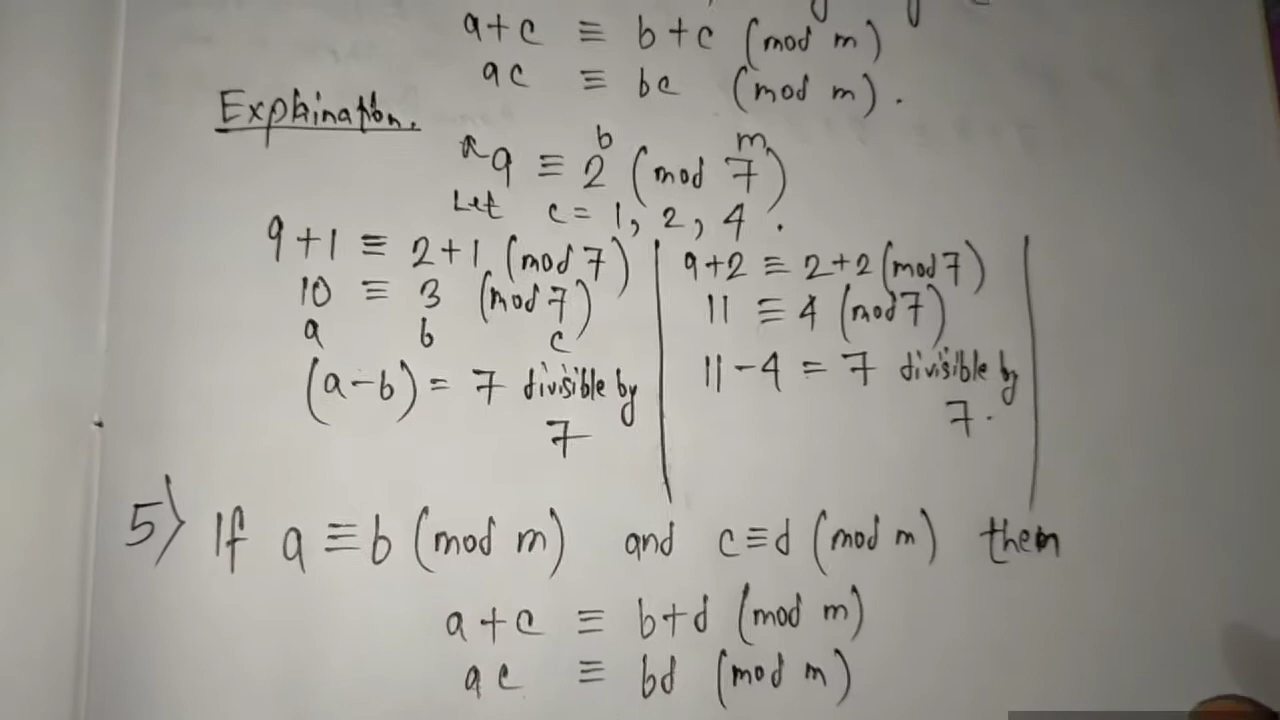 a+c ≡ b+c (mod m)
ac ≡ bc (mod m).
Explination.
a b m
9 ≡ 2 (mod 7)
Let c = 1, 2, 4.
9+1 ≡ 2+1 (mod 7)
10 ≡ 3 (mod 7)
a b c
(a-b) = 7 divisible by
7
9+2 ≡ 2+2 (mod 7)
11 ≡ 4 (mod 7)
11-4 = 7 divisible by
7.
5) If a ≡ b (mod m) and c ≡ d (mod m) then
a+c ≡ b+d (mod m)
ac ≡ bd (mod m)